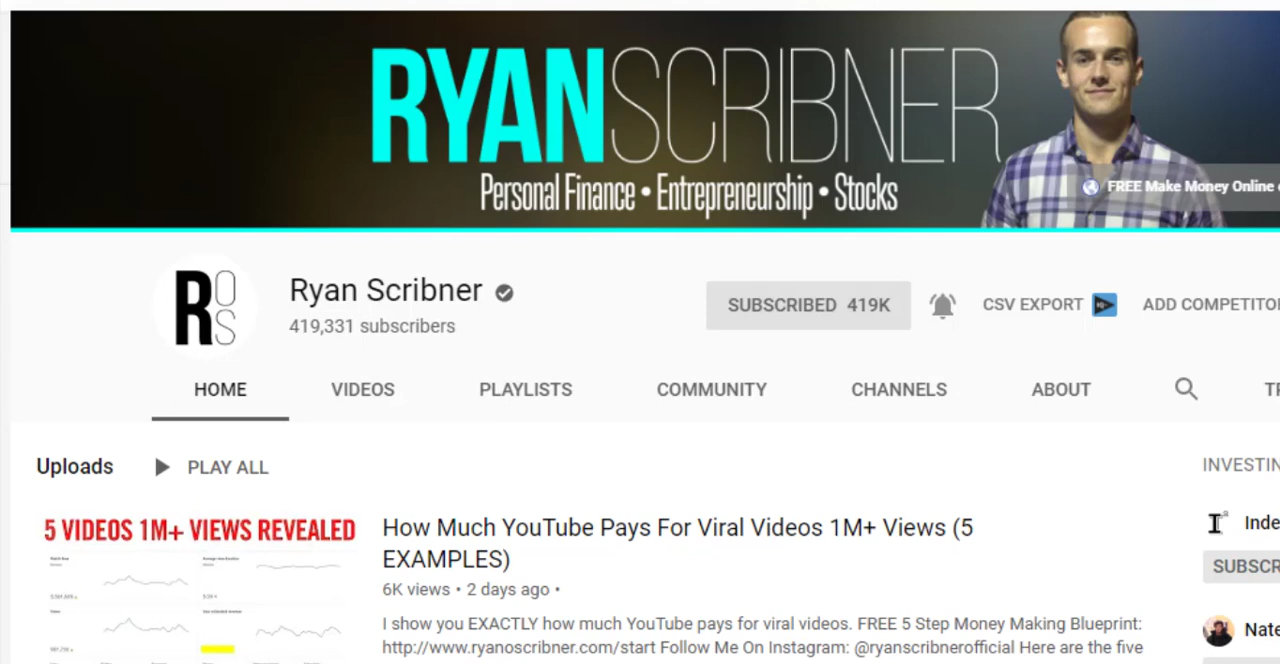 RYAN SCRIBNER
Personal Finance • Entrepreneurship • Stocks
FREE Make Money Online
R O S
Ryan Scribner
419,331 subscribers
SUBSCRIBED 419K
CSV EXPORT
ADD COMPETITO
HOME
VIDEOS
PLAYLISTS
COMMUNITY
CHANNELS
ABOUT
Uploads
PLAY ALL
INVESTIN
5 VIDEOS 1M+ VIEWS REVEALED
How Much YouTube Pays For Viral Videos 1M+ Views (5
EXAMPLES)
6K views • 2 days ago •
I show you EXACTLY how much YouTube pays for viral videos. FREE 5 Step Money Making Blueprint:
http://www.ryanoscribner.com/start Follow Me On Instagram: @ryanscribnerofficial Here are the five
Inde
SUBSCR
Nate